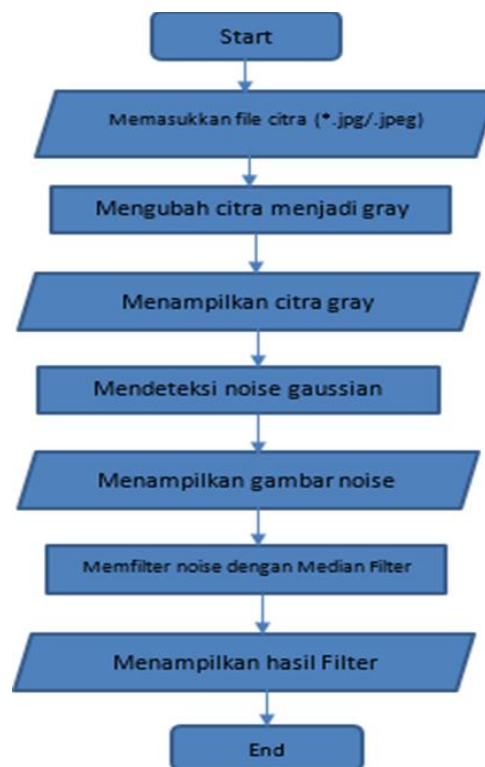 Start
Memasukkan file citra (*.jpg/.jpeg)
Mengubah citra menjadi gray
Menampilkan citra gray
Mendeteksi noise gaussian
Menampilkan gambar noise
Memfilter noise dengan Median Filter
Menampilkan hasil Filter
End